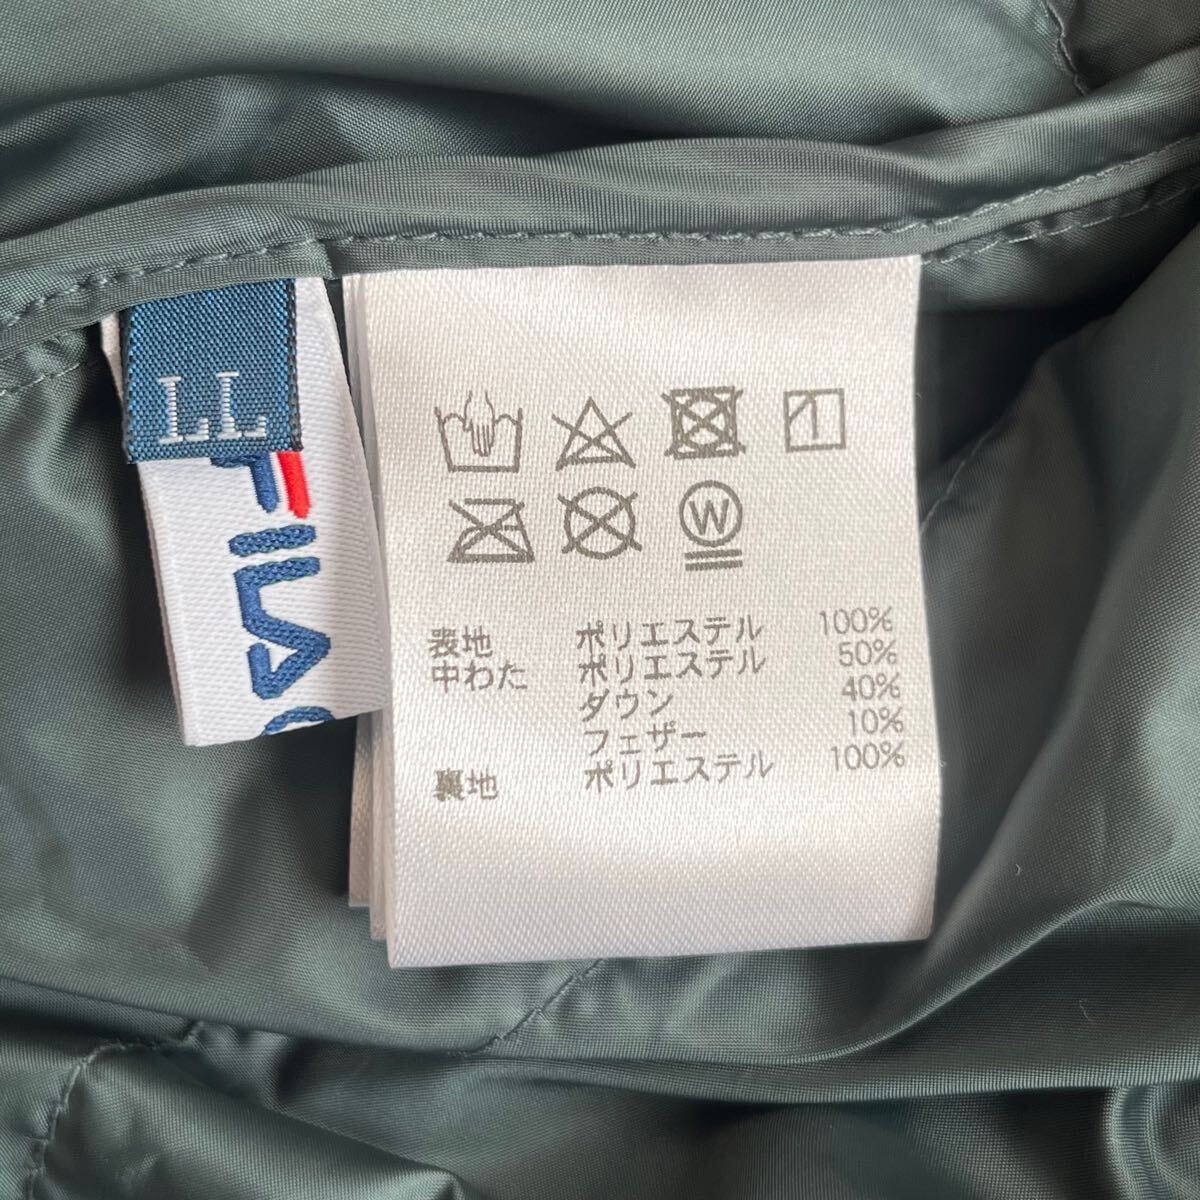 LL
FILA
W
表地 ポリエステル 100%
中わた ポリエステル 50%
ダウン 40%
フェザー 10%
裏地 ポリエステル 100%